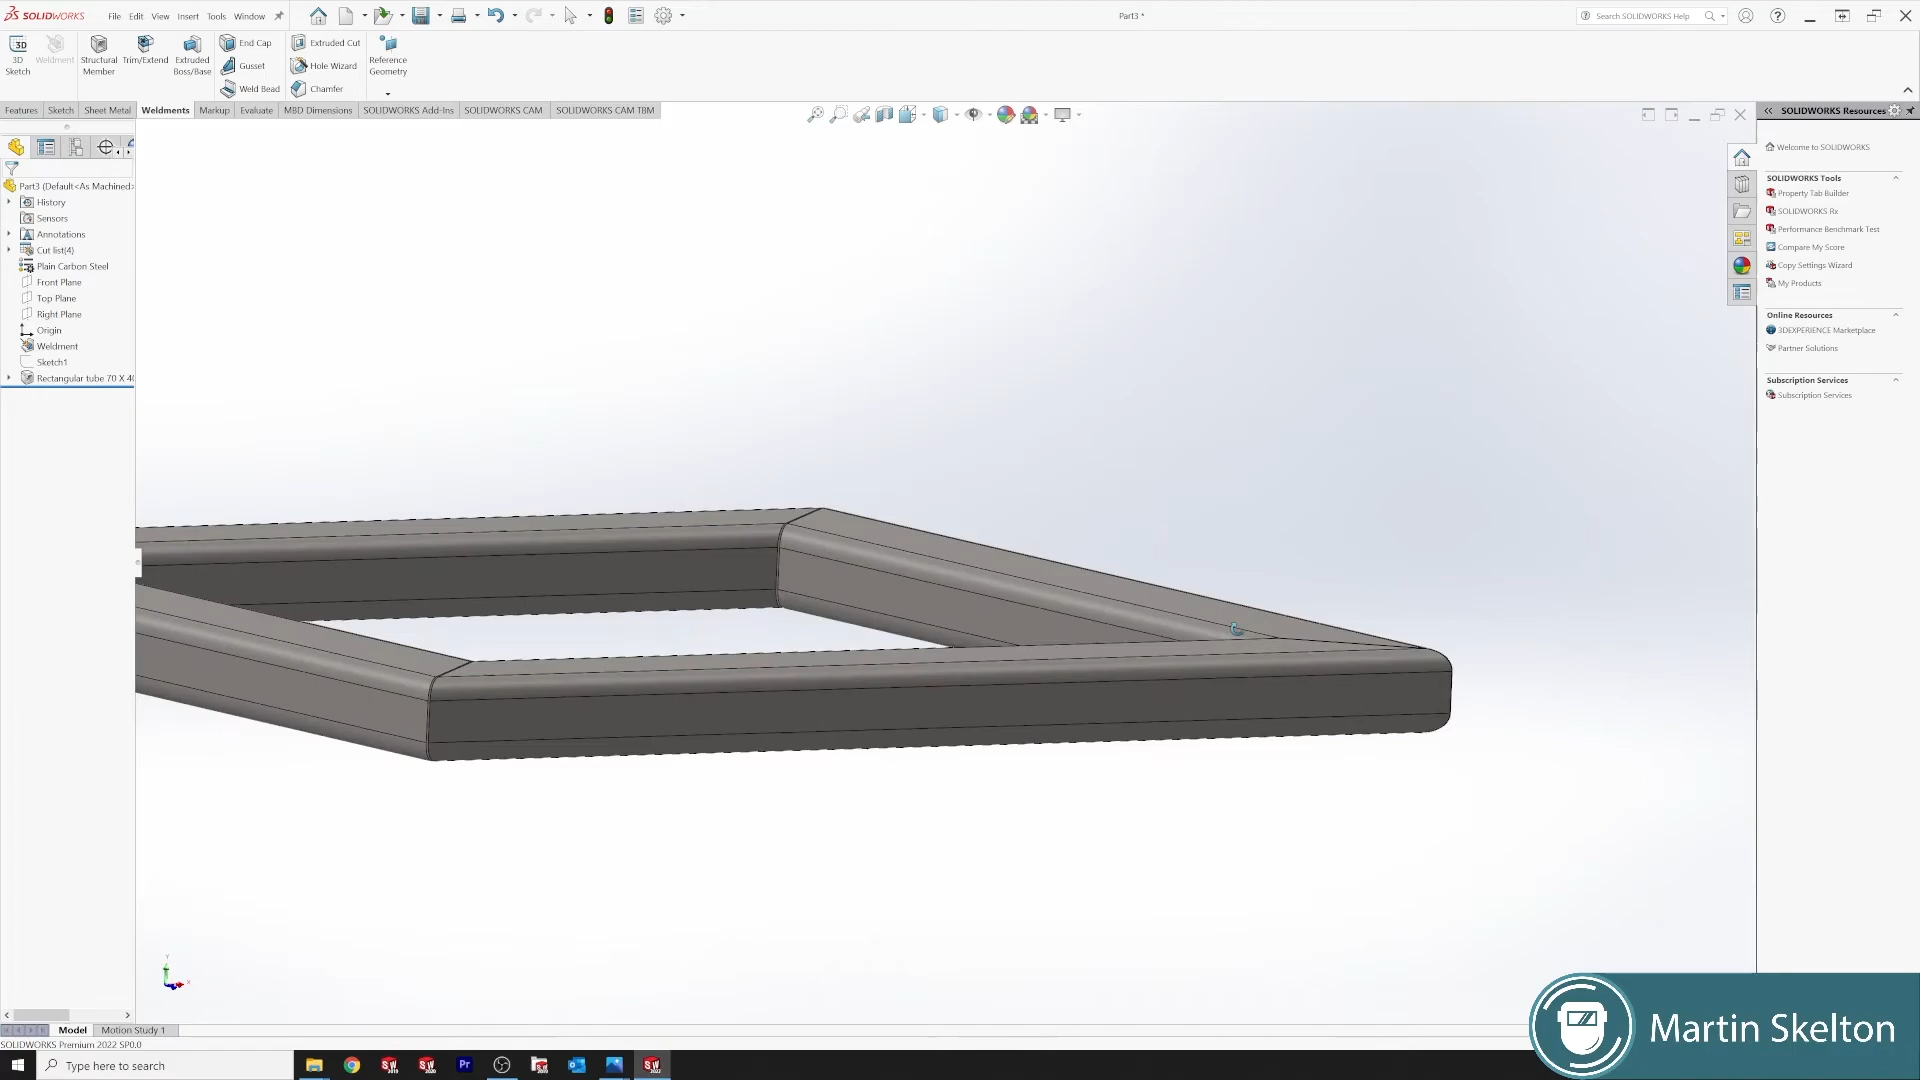 SOLIDWORKS
File
Edit
View
Insert
Tools
Window
Part3 *
Search SOLIDWORKS Help
3D
Sketch
Weldment
Structural
Member
Trim/Extend
Extruded
Boss/Base
End Cap
Gusset
Weld Bead
Extruded Cut
Hole Wizard
Chamfer
Reference
Geometry
Features
Sketch
Sheet Metal
Weldments
Markup
Evaluate
MBD Dimensions
SOLIDWORKS Add-Ins
SOLIDWORKS CAM
SOLIDWORKS CAM TBM
Part3 (Default<As Machined>
History
Sensors
Annotations
Cut list(4)
Plain Carbon Steel
Front Plane
Top Plane
Right Plane
Origin
Weldment
Sketch1
Rectangular tube 70 X 40
SOLIDWORKS Resources
Welcome to SOLIDWORKS
SOLIDWORKS Tools
Property Tab Builder
SOLIDWORKS Rx
Performance Benchmark Test
Compare My Score
Copy Settings Wizard
My Products
Online Resources
3DEXPERIENCE Marketplace
Partner Solutions
Subscription Services
Subscription Services
Y
X
Model
Motion Study 1
SOLIDWORKS Premium 2022 SP0.0
Type here to search
Martin Skelton